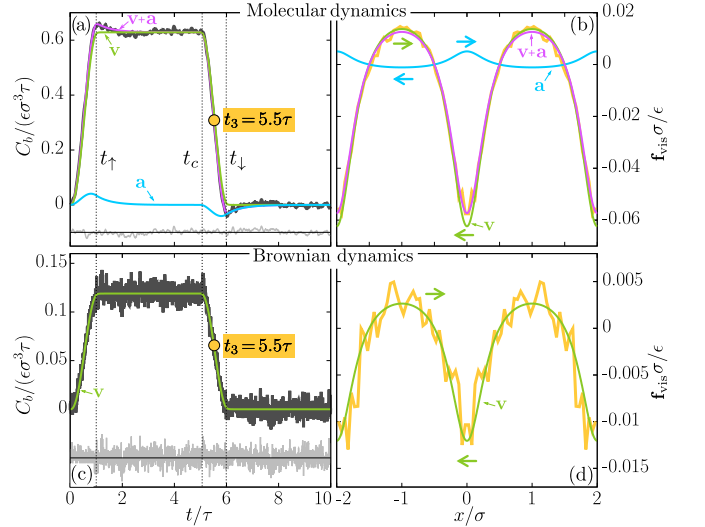 Molecular dynamics
(a)
v+a
v
t₃=5.5τ
t↑
t_c
t↓
a
0.6
0.4
0.2
0
C_b/(ϵσ³τ)
(b)
v+a
a
v
0.02
0
-0.02
-0.04
-0.06
f_vis σ/ϵ
Brownian dynamics
(c)
v
t₃=5.5τ
0.15
0.1
0.05
0
C_b/(ϵσ³τ)
0 2 4 6 8 10
t/τ
(d)
v
0.005
0
-0.005
-0.01
-0.015
f_vis σ/ϵ
-2 -1 0 1 2
x/σ